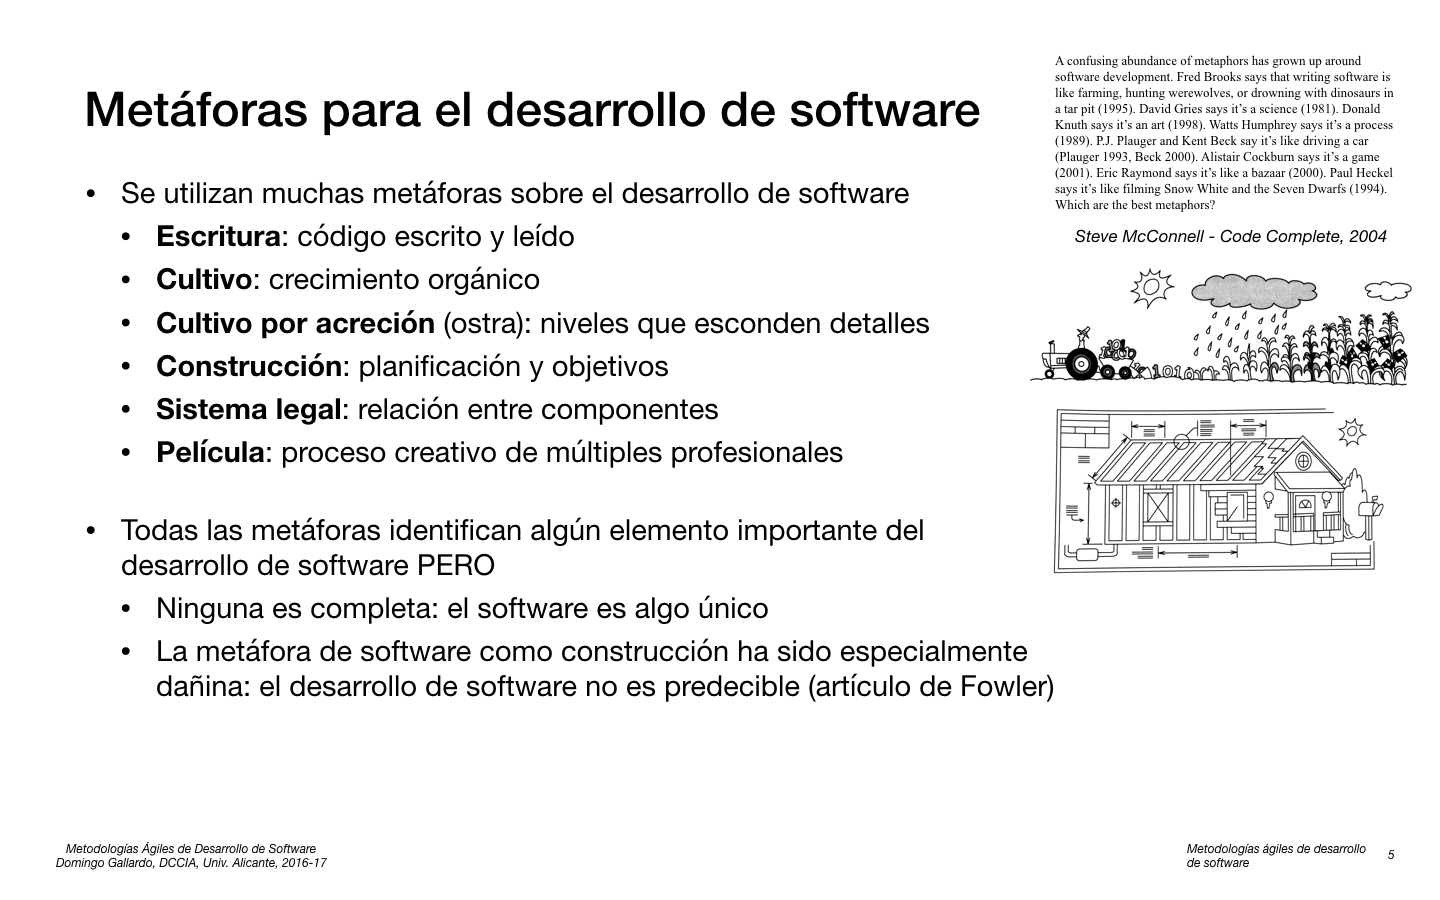 Metáforas para el desarrollo de software
• Se utilizan muchas metáforas sobre el desarrollo de software
• Escritura: código escrito y leído
• Cultivo: crecimiento orgánico
• Cultivo por acreción (ostra): niveles que esconden detalles
• Construcción: planificación y objetivos
• Sistema legal: relación entre componentes
• Película: proceso creativo de múltiples profesionales
• Todas las metáforas identifican algún elemento importante del
desarrollo de software PERO
• Ninguna es completa: el software es algo único
• La metáfora de software como construcción ha sido especialmente
dañina: el desarrollo de software no es predecible (artículo de Fowler)
A confusing abundance of metaphors has grown up around
software development. Fred Brooks says that writing software is
like farming, hunting werewolves, or drowning with dinosaurs in
a tar pit (1995). David Gries says it’s a science (1981). Donald
Knuth says it’s an art (1998). Watts Humphrey says it’s a process
(1989). P.J. Plauger and Kent Beck say it’s like driving a car
(Plauger 1993, Beck 2000). Alistair Cockburn says it’s a game
(2001). Eric Raymond says it’s like a bazaar (2000). Paul Heckel
says it’s like filming Snow White and the Seven Dwarfs (1994).
Which are the best metaphors?
Steve McConnell - Code Complete, 2004
Metodologías Ágiles de Desarrollo de Software
Domingo Gallardo, DCCIA, Univ. Alicante, 2016-17
Metodologías ágiles de desarrollo
de software
5